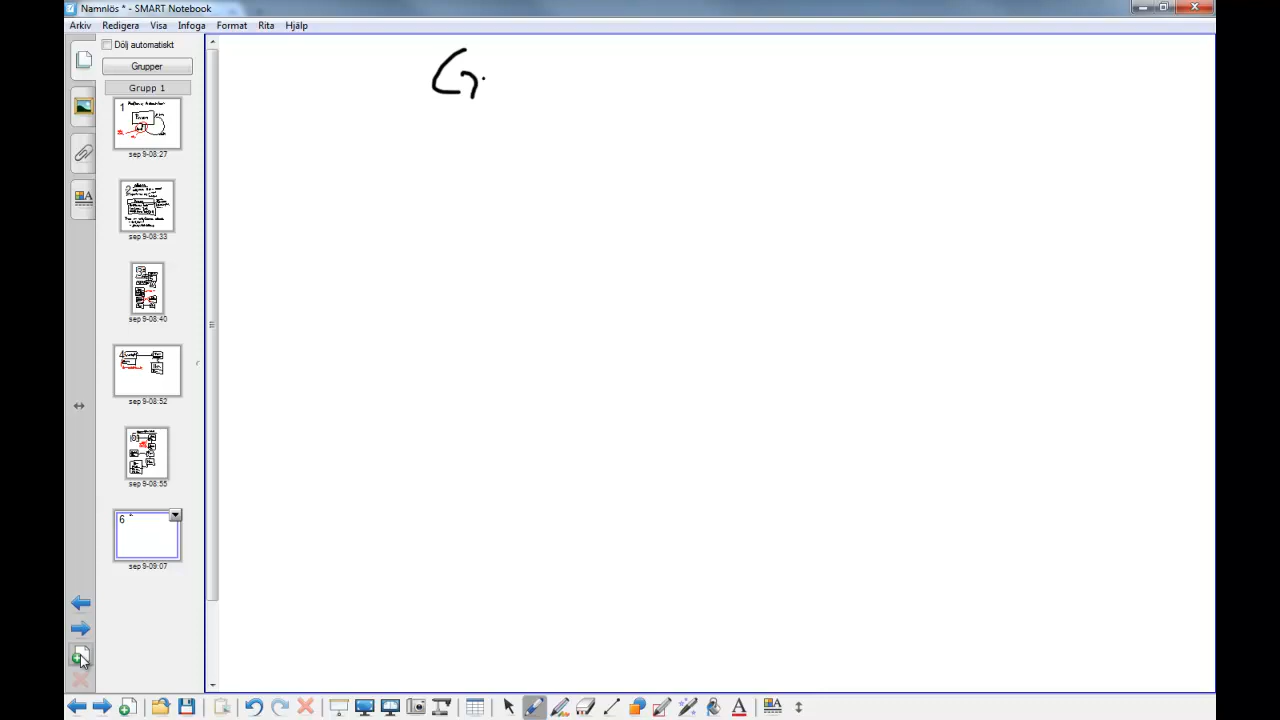 Namnlös * - SMART Notebook
Arkiv Redigera Visa Infoga Format Rita Hjälp
Dölj automatiskt
Grupper
Grupp 1
1
sep 9-08:27
sep 9-08:33
sep 9-08:40
4
sep 9-08:52
sep 9-08:55
6
sep 9-09:07
G